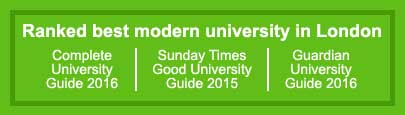 Ranked best modern university in London
Complete
University
Guide 2016
Sunday Times
Good University
Guide 2015
Guardian
University
Guide 2016